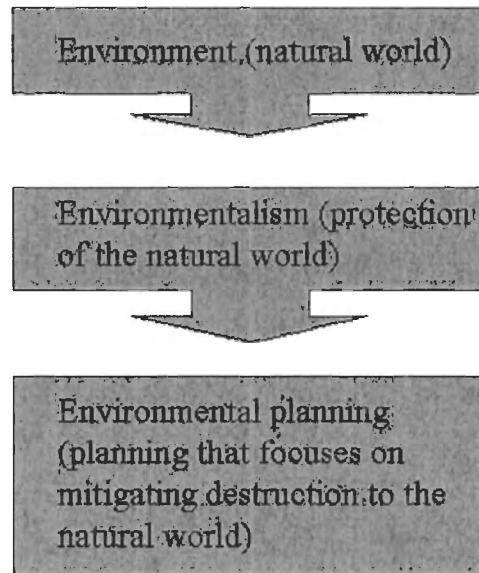 Environment (natural world)
Environmentalism (protection
of the natural world)
Environmental planning
(planning that focuses on
mitigating destruction to the
natural world)